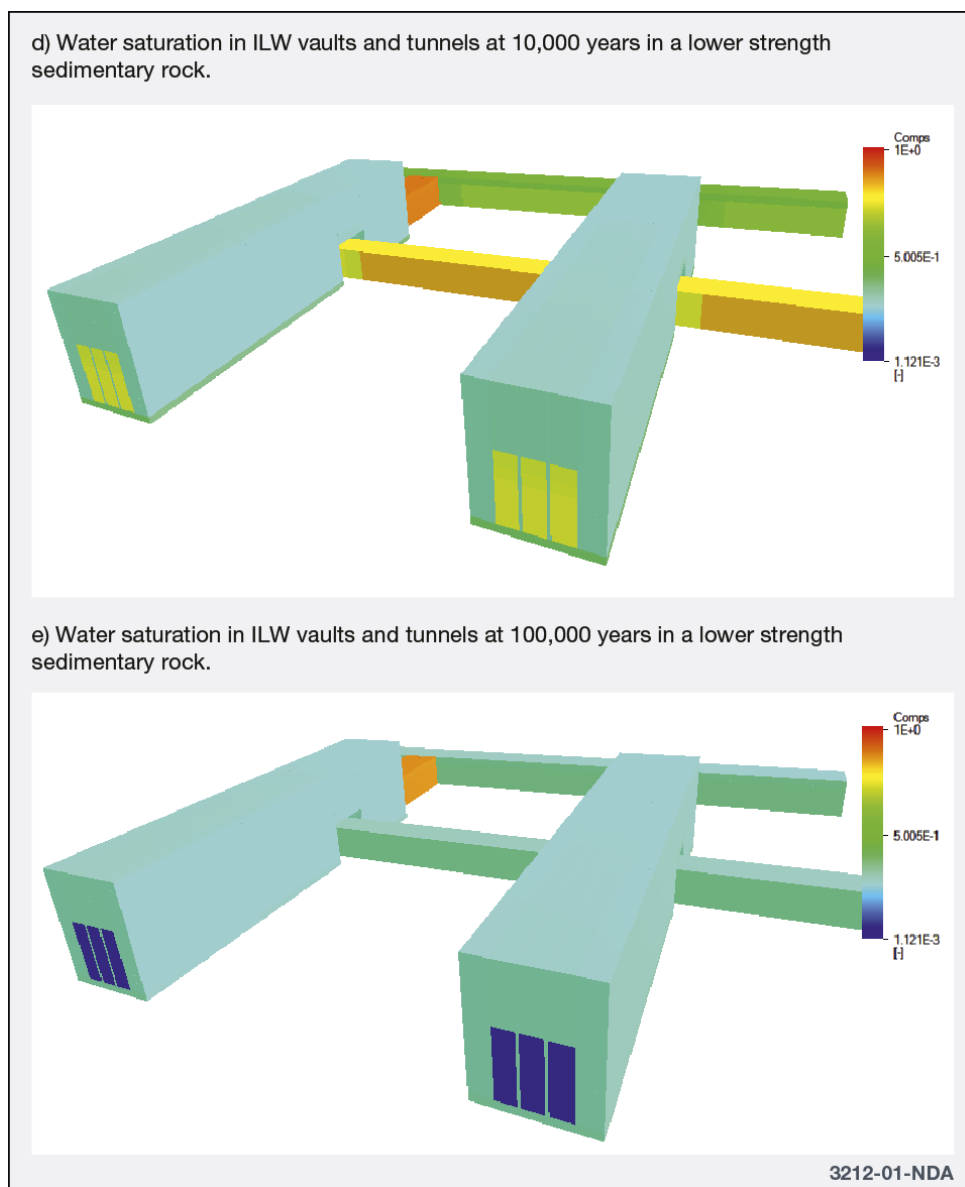 d) Water saturation in ILW vaults and tunnels at 10,000 years in a lower strength
sedimentary rock.
Comps
1E+0
5.005E-1
1.121E-3
[-]
e) Water saturation in ILW vaults and tunnels at 100,000 years in a lower strength
sedimentary rock.
Comps
1E+0
5.005E-1
1.121E-3
[-]
3212-01-NDA